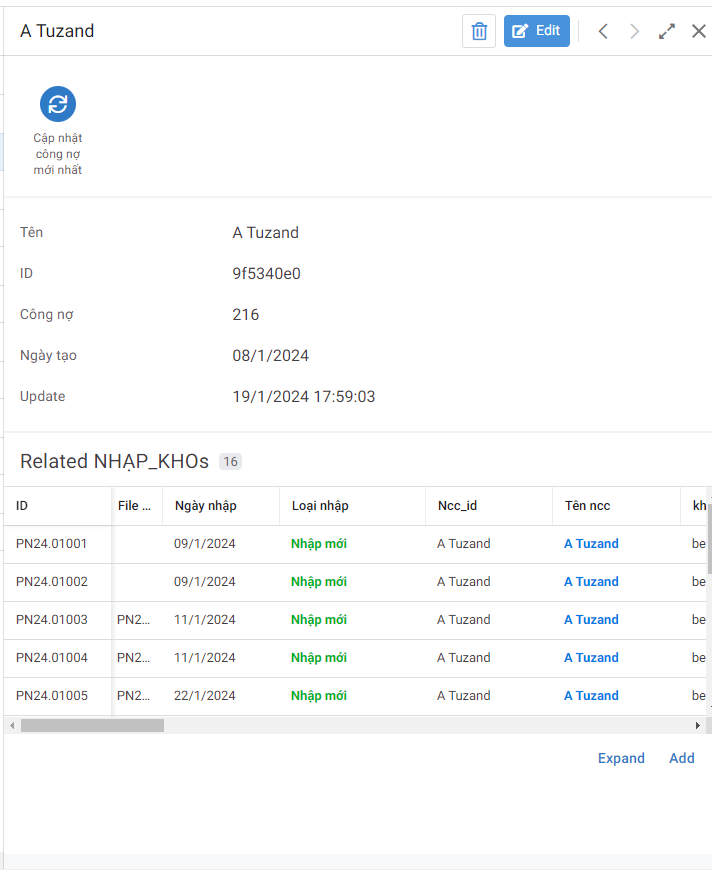 A Tuzand
Edit
Cập nhật
công nợ
mới nhất
Tên A Tuzand
ID 9f5340e0
Công nợ 216
Ngày tạo 08/1/2024
Update 19/1/2024 17:59:03
Related NHẠP_KHOs 16
ID File ... Ngày nhập Loại nhập Ncc_id Tên ncc kh
PN24.01001 09/1/2024 Nhập mới A Tuzand A Tuzand be
PN24.01002 09/1/2024 Nhập mới A Tuzand A Tuzand be
PN24.01003 PN2... 11/1/2024 Nhập mới A Tuzand A Tuzand be
PN24.01004 PN2... 11/1/2024 Nhập mới A Tuzand A Tuzand be
PN24.01005 PN2... 22/1/2024 Nhập mới A Tuzand A Tuzand be
Expand Add